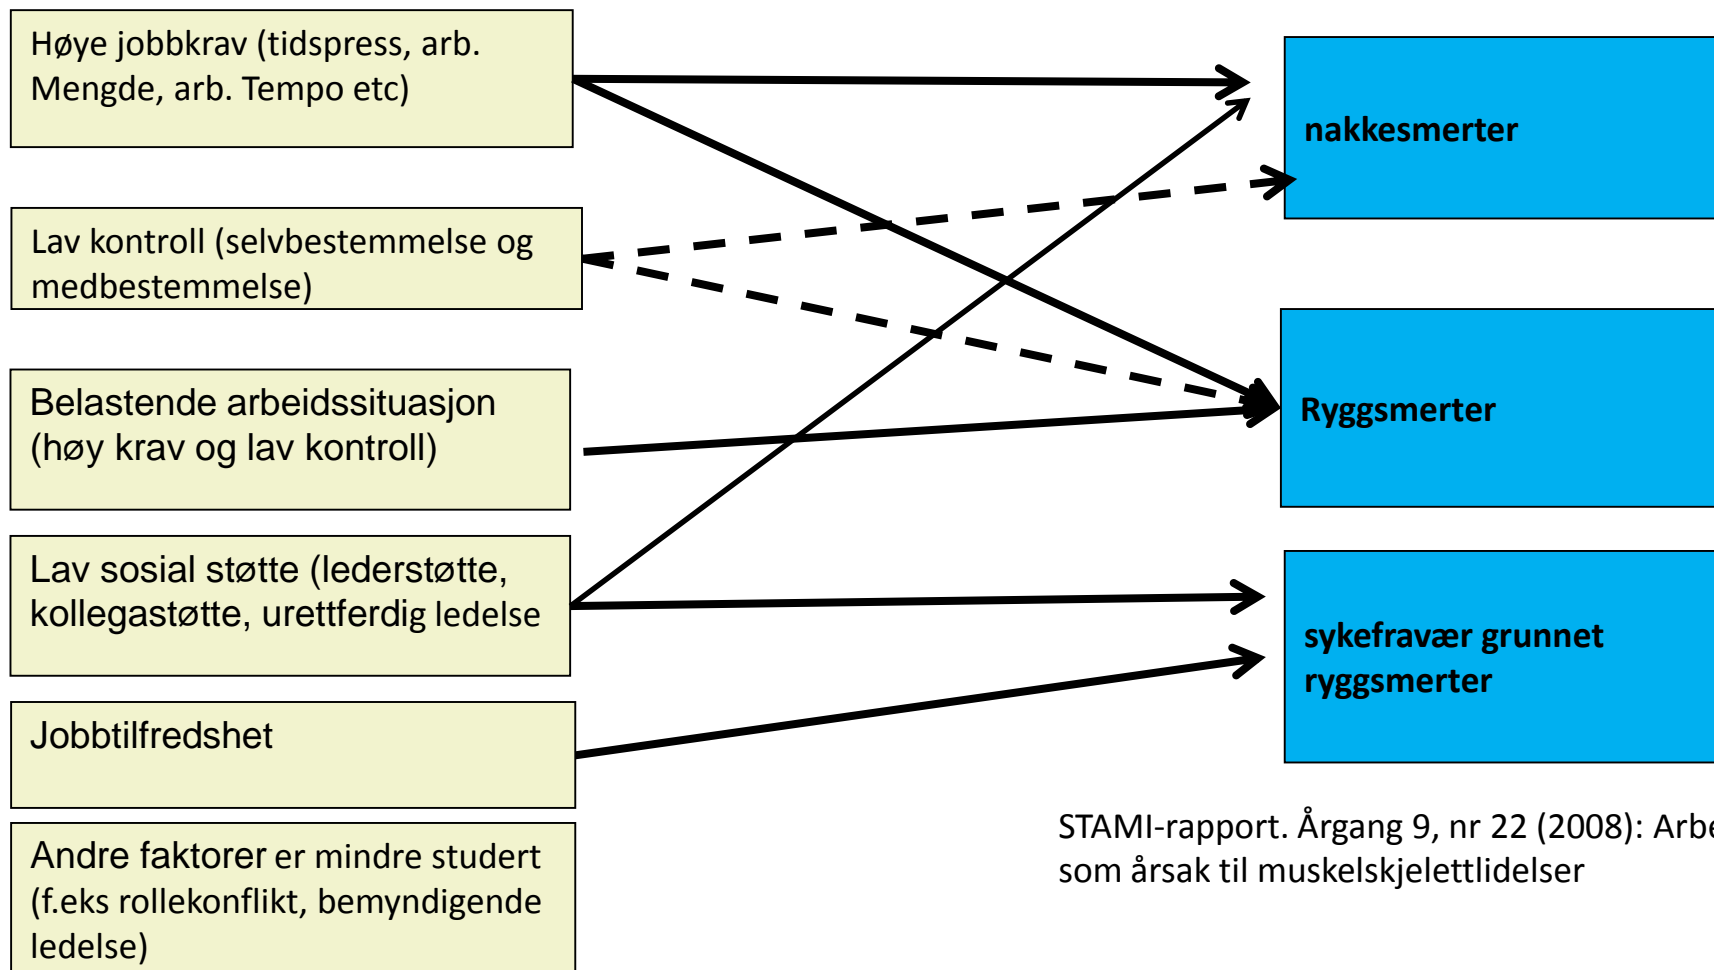 Høye jobbkrav (tidspress, arb.
Mengde, arb. Tempo etc)
Lav kontroll (selvbestemmelse og
medbestemmelse)
Belastende arbeidssituasjon
(høy krav og lav kontroll)
Lav sosial støtte (lederstøtte,
kollegastøtte, urettferdig ledelse
Jobbtilfredshet
Andre faktorer er mindre studert
(f.eks rollekonflikt, bemyndigende
ledelse)
nakkesmerter
Ryggsmerter
sykefravær grunnet
ryggsmerter
STAMI-rapport. Årgang 9, nr 22 (2008):
som årsak til muskelskjelettlidelser